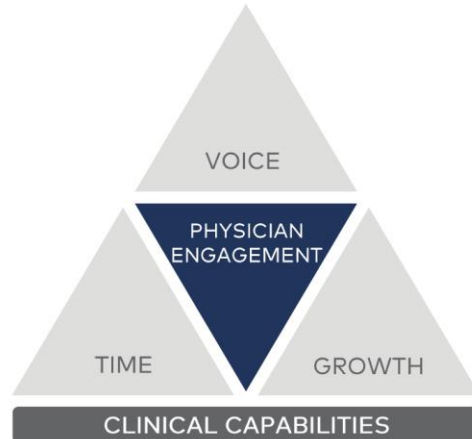 VOICE
PHYSICIAN
ENGAGEMENT
TIME
GROWTH
CLINICAL CAPABILITIES